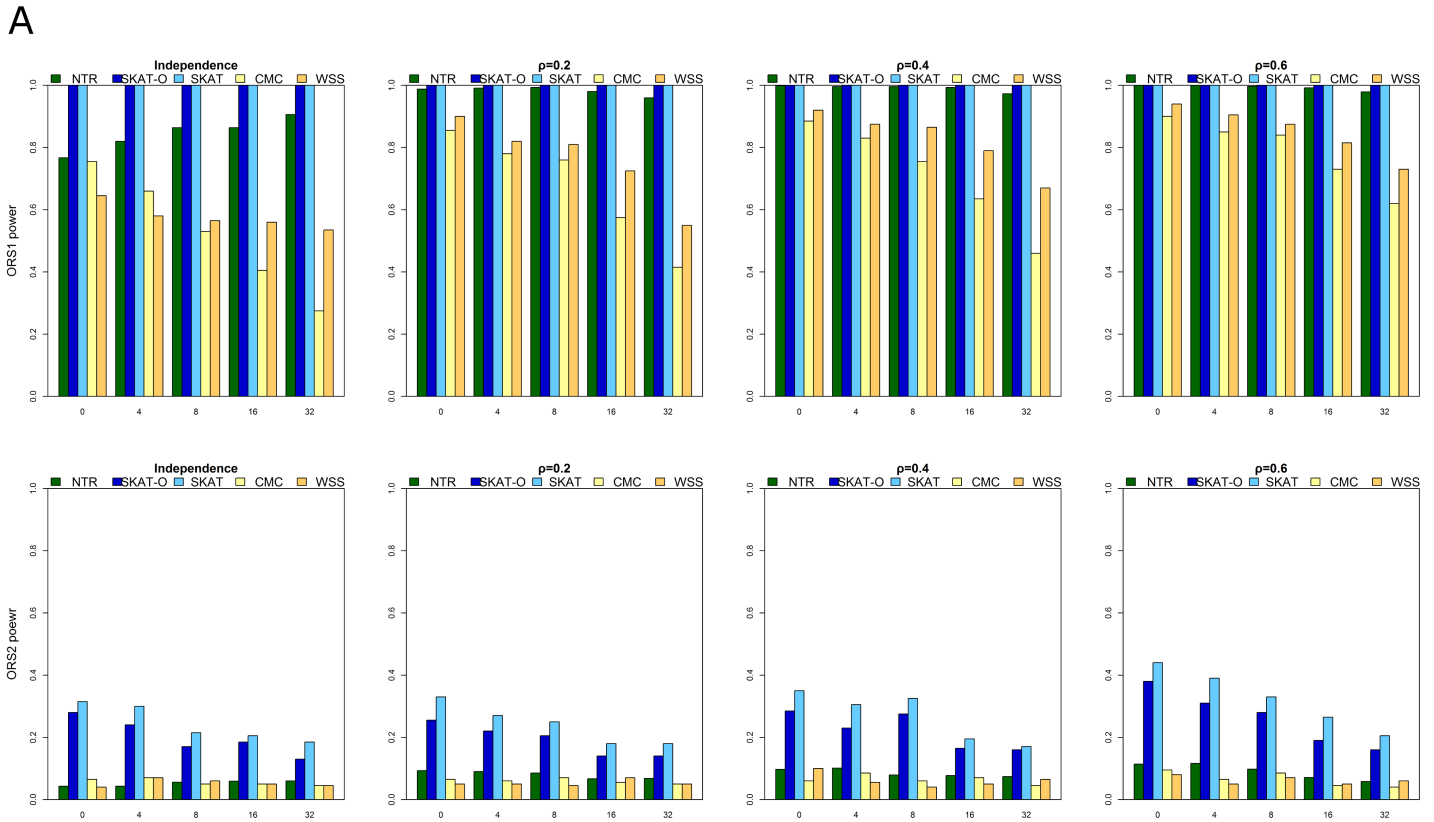 A
Independence
NTR SKAT-O SKAT CMC WSS
ρ=0.2
NTR SKAT-O SKAT CMC WSS
ρ=0.4
NTR SKAT-O SKAT CMC WSS
ρ=0.6
NTR SKAT-O SKAT CMC WSS
ORS1 power
0.0 0.2 0.4 0.6 0.8 1.0
0 4 8 16 32
0.0 0.2 0.4 0.6 0.8 1.0
0 4 8 16 32
0.0 0.2 0.4 0.6 0.8 1.0
0 4 8 16 32
0.0 0.2 0.4 0.6 0.8 1.0
0 4 8 16 32
Independence
NTR SKAT-O SKAT CMC WSS
ρ=0.2
NTR SKAT-O SKAT CMC WSS
ρ=0.4
NTR SKAT-O SKAT CMC WSS
ρ=0.6
NTR SKAT-O SKAT CMC WSS
ORS2 poewr
0.0 0.2 0.4 0.6 0.8 1.0
0 4 8 16 32
0.0 0.2 0.4 0.6 0.8 1.0
0 4 8 16 32
0.0 0.2 0.4 0.6 0.8 1.0
0 4 8 16 32
0.0 0.2 0.4 0.6 0.8 1.0
0 4 8 16 32